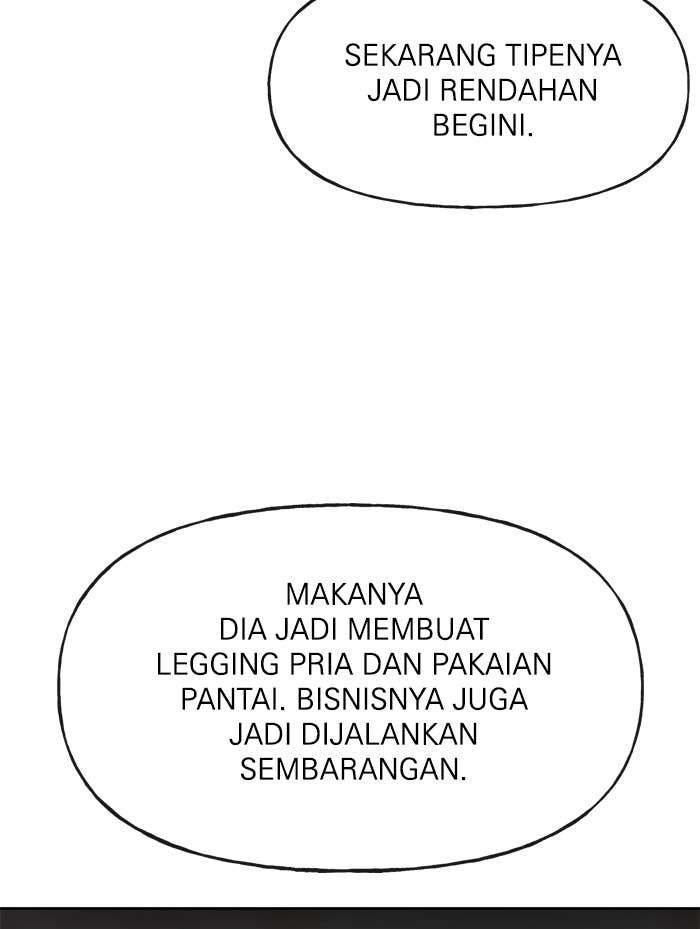 SEKARANG TIPENYA
JADI RENDAHAN
BEGINI.
MAKANYA
DIA JADI MEMBUAT
LEGGING PRIA DAN PAKAIAN
PANTAI. BISNISNYA JUGA
JADI DIJALANKAN
SEMBARANGAN.